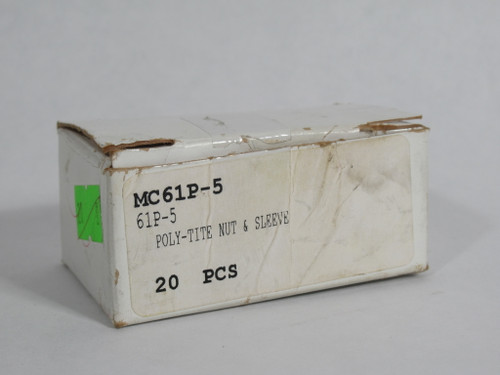 MC61P-5
61P-5
POLY-TITE NUT & SLEEVE
20 PCS